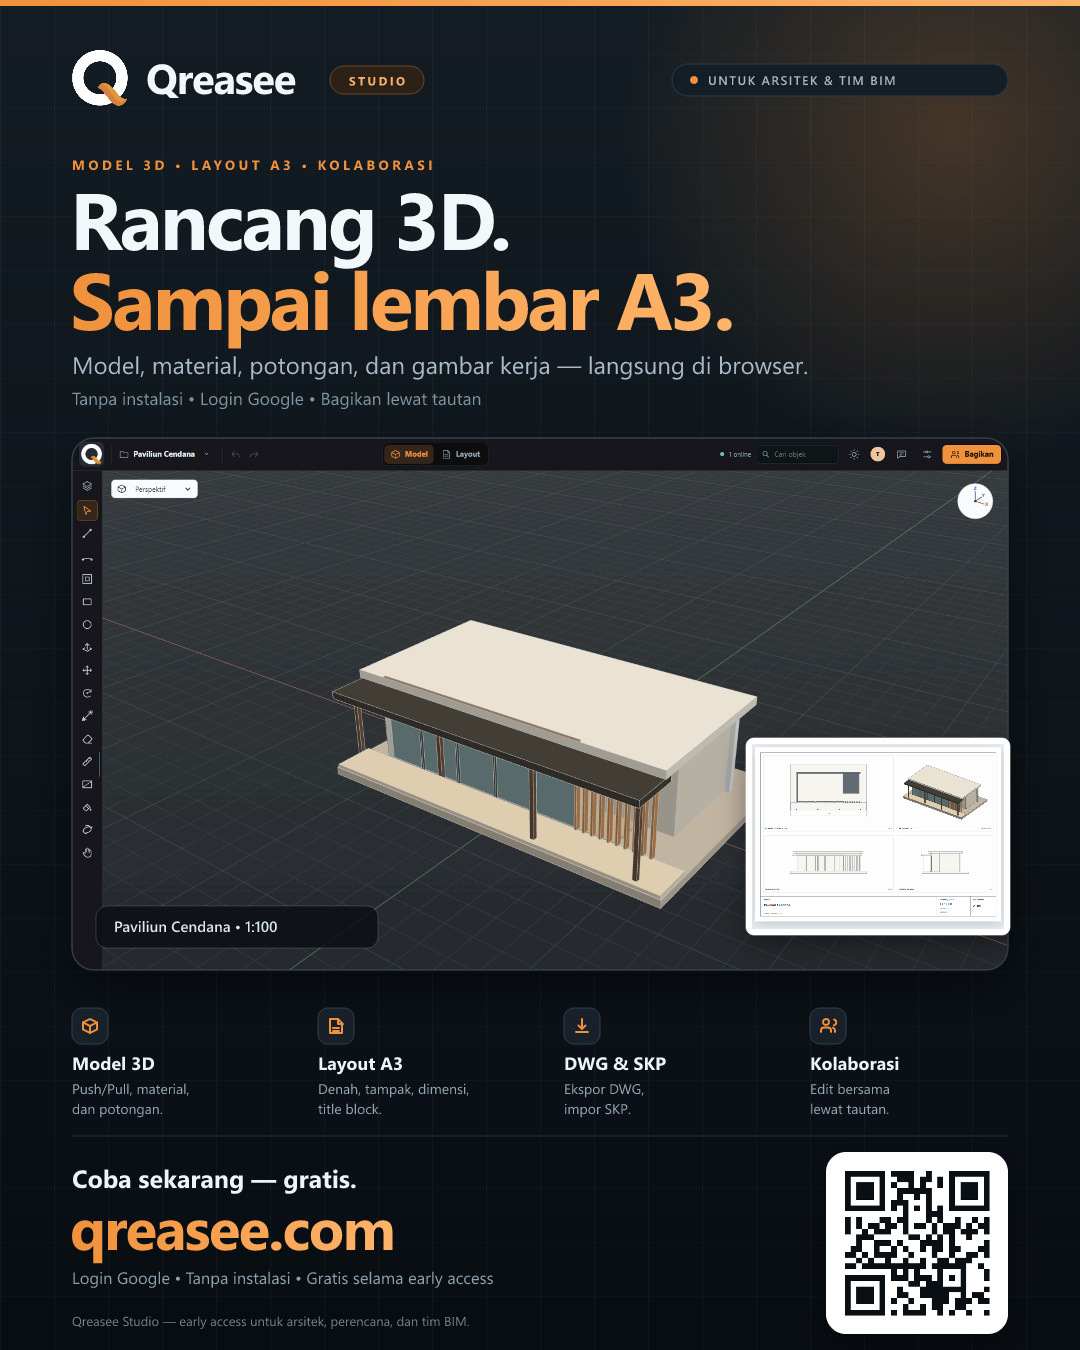 Qreasee
STUDIO
UNTUK ARSITEK & TIM BIM
MODEL 3D • LAYOUT A3 • KOLABORASI
Rancang 3D.
Sampai lembar A3.
Model, material, potongan, dan gambar kerja — langsung di browser.
Tanpa instalasi • Login Google • Bagikan lewat tautan
Paviliun Cendana
Model
Layout
1 online
Cari objek
T
Bagikan
Perspektif
Z
Y
X
Paviliun Cendana
Paviliun Cendana • 1:100
Model 3D
Push/Pull, material,
dan potongan.
Layout A3
Denah, tampak, dimensi,
title block.
DWG & SKP
Ekspor DWG,
impor SKP.
Kolaborasi
Edit bersama
lewat tautan.
Coba sekarang — gratis.
qreasee.com
Login Google • Tanpa instalasi • Gratis selama early access
Qreasee Studio — early access untuk arsitek, perencana, dan tim BIM.